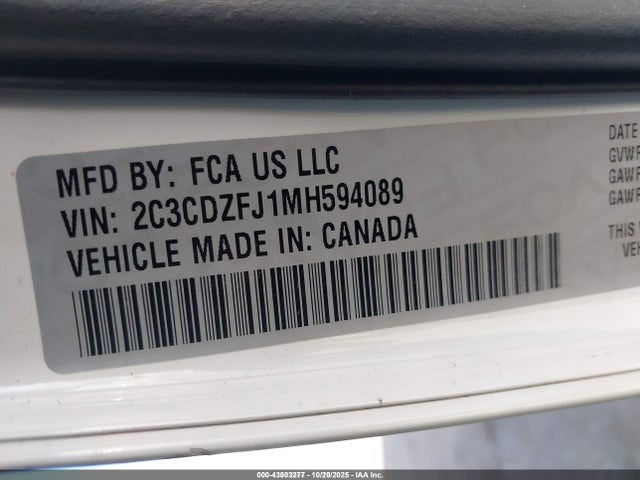 MFD BY: FCA US LLC
VIN: 2C3CDZFJ1MH594089
VEHICLE MADE IN: CANADA
DATE
GVWR
GAWR
GAWR
THIS V
VEH
000-43503277 - 10/20/2025 - IAA Inc.